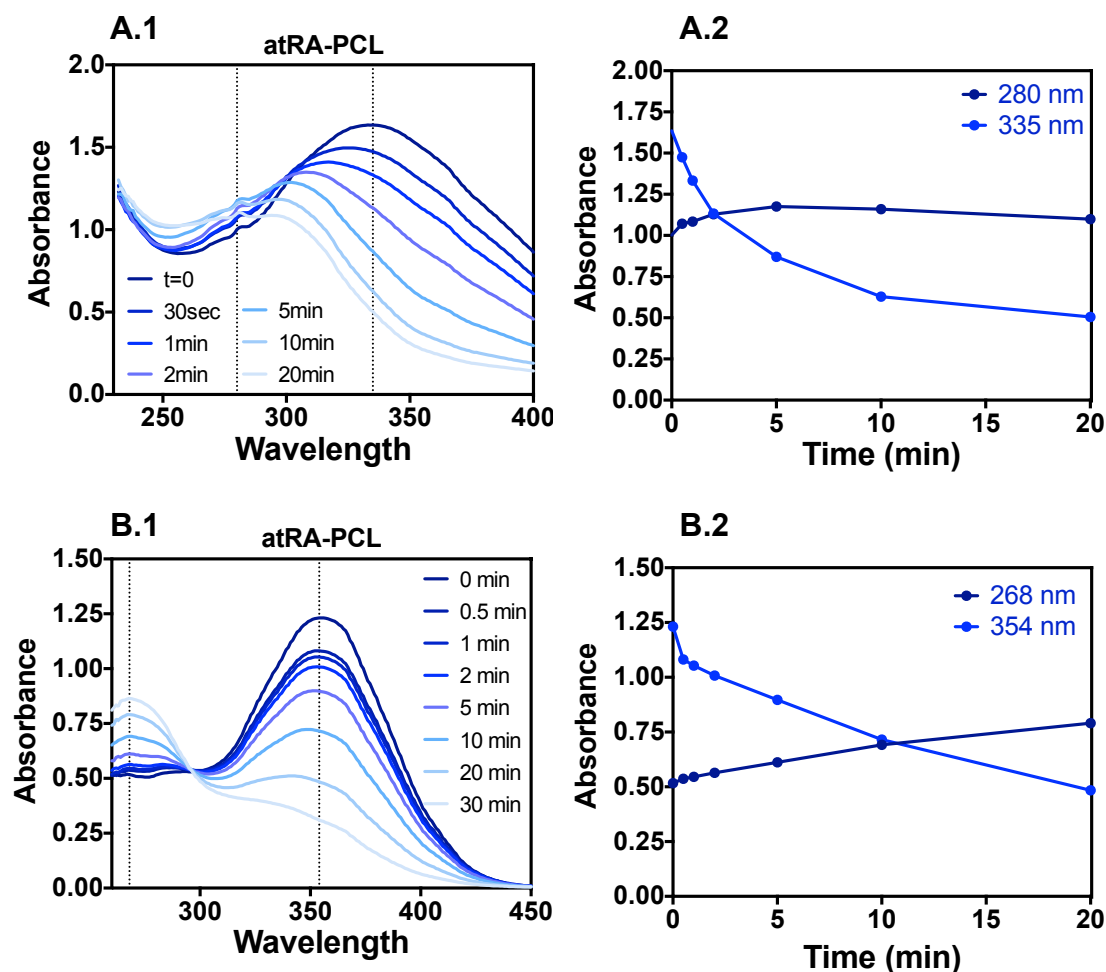 A.1
atRA-PCL
Absorbance
2.0
1.5
1.0
0.5
0.0
t=0
30sec
1min
2min
5min
10min
20min
250
300
350
400
Wavelength
A.2
Absorbance
2.00
1.75
1.50
1.25
1.00
0.75
0.50
0.25
0.00
280 nm
335 nm
0
5
10
15
20
Time (min)
B.1
atRA-PCL
Absorbance
1.50
1.25
1.00
0.75
0.50
0.25
0.00
0 min
0.5 min
1 min
2 min
5 min
10 min
20 min
30 min
300
350
400
450
Wavelength
B.2
Absorbance
1.50
1.25
1.00
0.75
0.50
0.25
0.00
268 nm
354 nm
0
5
10
15
20
Time (min)